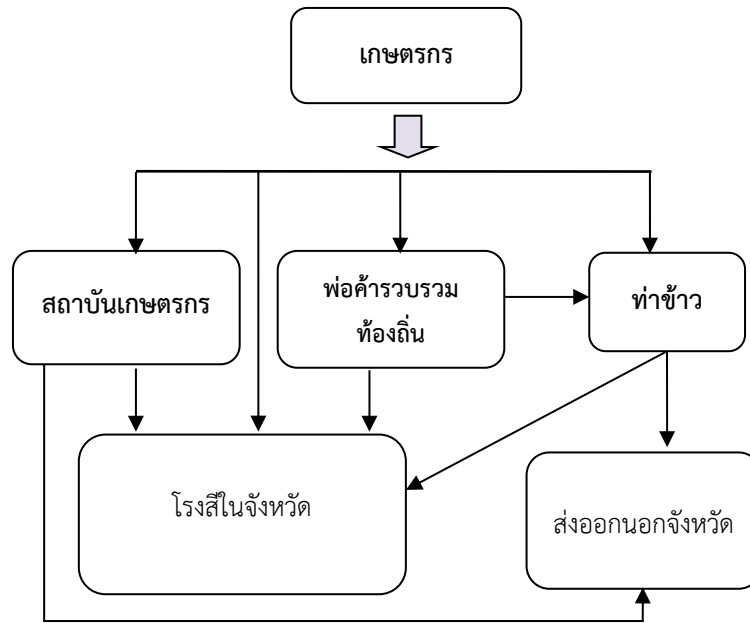 เกษตรกร
สถาบันเกษตรกร
พ่อค้ารวบรวม
ท้องถิ่น
ท่าข้าว
โรงสีในจังหวัด
ส่งออกนอกจังหวัด